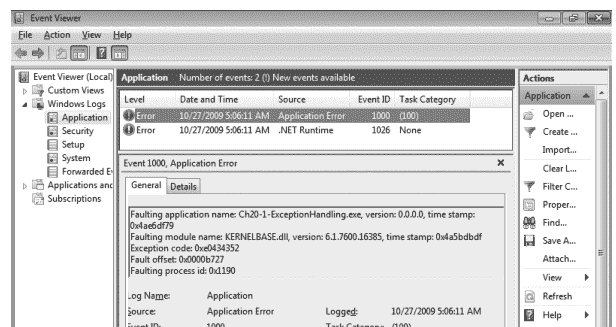 Event Viewer
File Action View Help
Event Viewer (Local)
Custom Views
Windows Logs
Application
Security
Setup
System
Forwarded Ev
Applications and
Subscriptions
Application Number of events: 2 (!) New events available
Level Date and Time Source Event ID Task Category
Error 10/27/2009 5:06:11 AM Application Error 1000 (100)
Error 10/27/2009 5:06:11 AM .NET Runtime 1026 None
Event 1000, Application Error
General Details
Faulting application name: Ch20-1-ExceptionHandling.exe, version: 0.0.0.0, time stamp:
0x4ae6df79
Faulting module name: KERNELBASE.dll, version: 6.1.7600.16385, time stamp: 0x4a5bdbdf
Exception code: 0xe0434352
Fault offset: 0x0000b727
Faulting process id: 0x1190
Log Name: Application
Source: Application Error Logged: 10/27/2009 5:06:11 AM
Event ID: 1000 Task Category: (100)
Actions
Application
Open ...
Create ...
Import...
Clear L...
Filter C...
Proper...
Find...
Save A...
Attach...
View
Refresh
Help